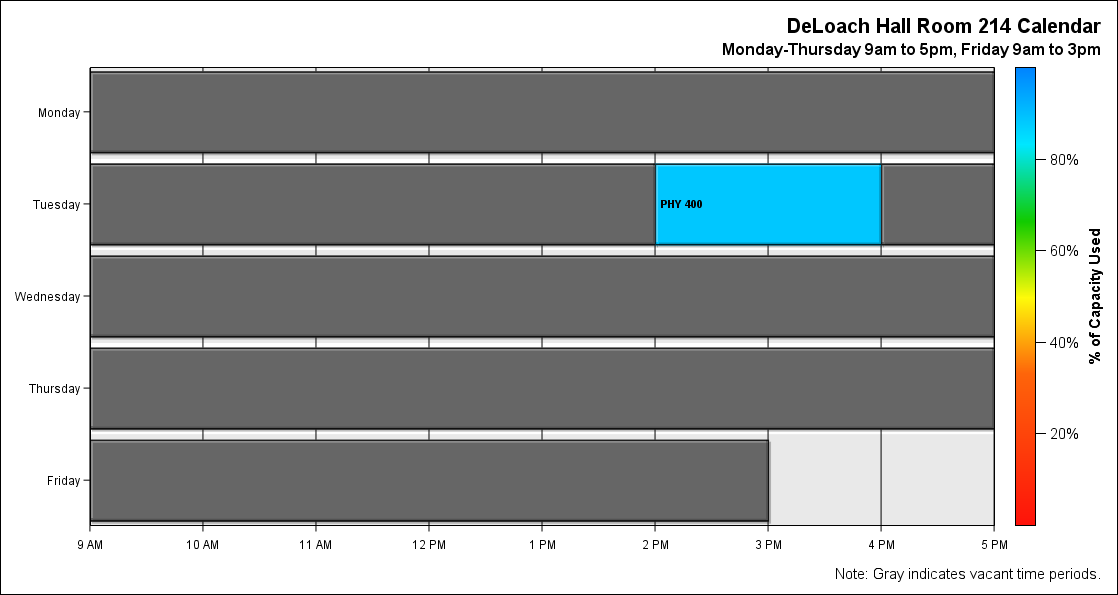 DeLoach Hall Room 214 Calendar
Monday-Thursday 9am to 5pm, Friday 9am to 3pm
Monday
Tuesday
PHY 400
Wednesday
Thursday
Friday
9 AM 10 AM 11 AM 12 PM 1 PM 2 PM 3 PM 4 PM 5 PM
80%
60%
40%
20%
% of Capacity Used
Note: Gray indicates vacant time periods.